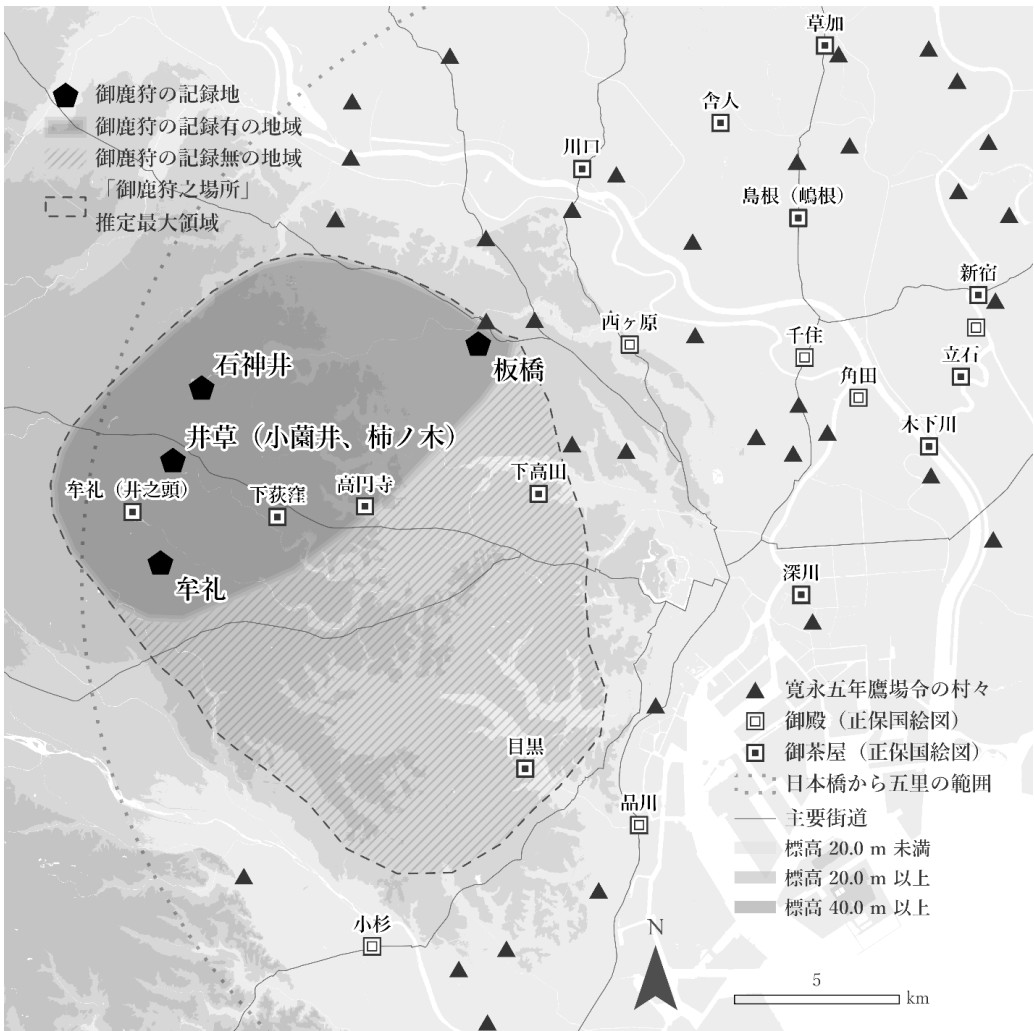 御鹿狩の記録地
御鹿狩の記録有の地域
御鹿狩の記録無の地域
「御鹿狩之場所」
推定最大領域
草加
舎人
川口
島根（嶋根）
新宿
西ヶ原
千住
立石
角田
木下川
板橋
石神井
井草（小薗井、柿ノ木）
牟礼（井之頭）
下荻窪
高円寺
下高田
牟礼
深川
目黒
品川
小杉
寛永五年鷹場令の村々
御殿（正保国絵図）
御茶屋（正保国絵図）
日本橋から五里の範囲
主要街道
標高 20.0 m 未満
標高 20.0 m 以上
標高 40.0 m 以上
N
5
km